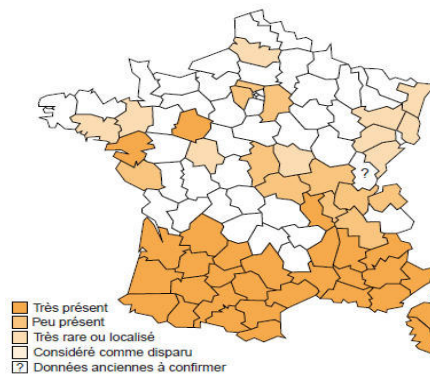 ?
Très présent
Peu présent
Très rare ou localisé
Considéré comme disparu
? Données anciennes à confirmer